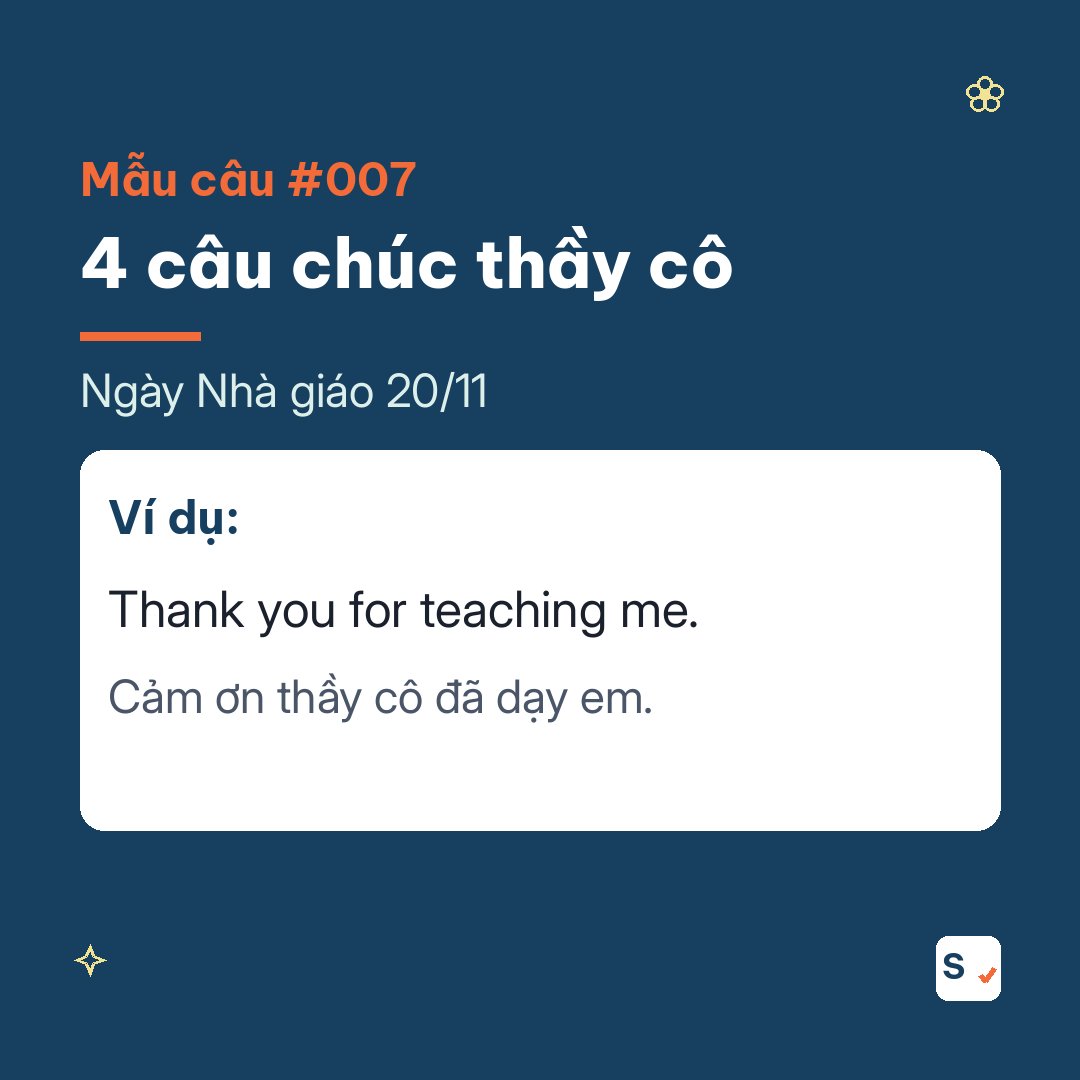 Mẫu câu #007
4 câu chúc thầy cô
Ngày Nhà giáo 20/11
Ví dụ:
Thank you for teaching me.
Cảm ơn thầy cô đã dạy em.
S